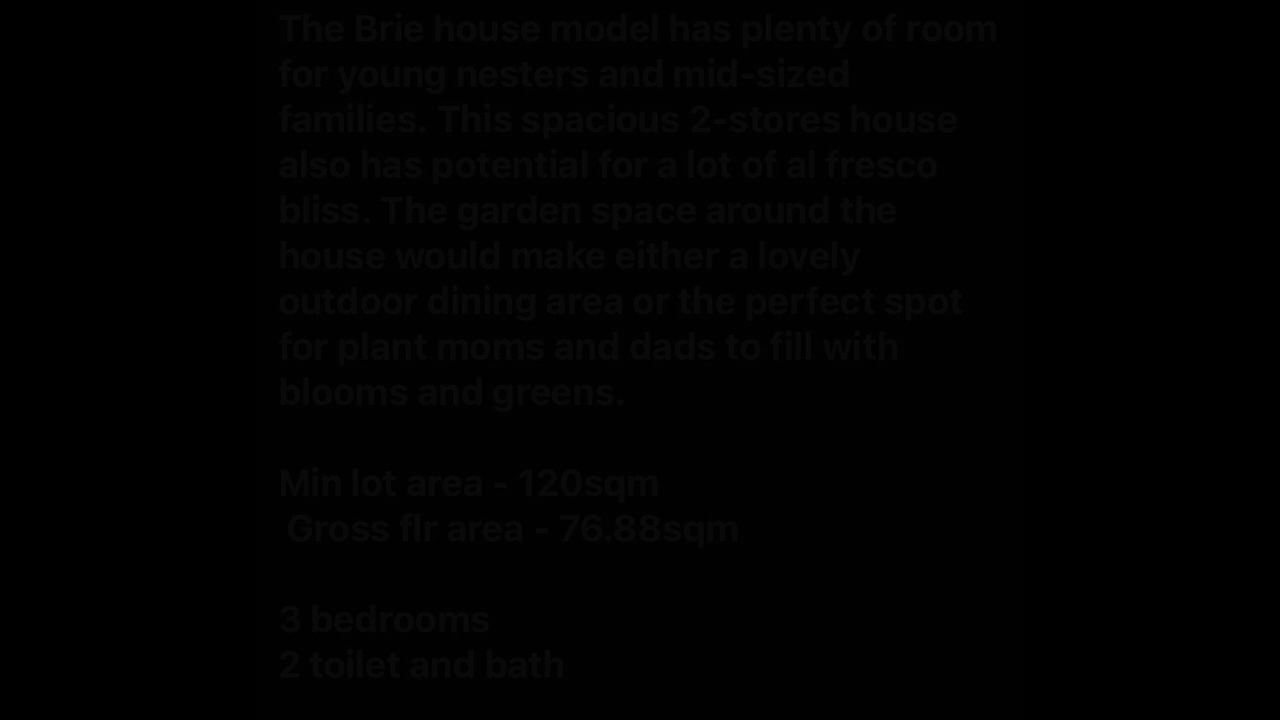 The Brie house model has plenty of room
for young nesters and mid-sized
families. This spacious 2-stores house
also has potential for a lot of al fresco
bliss. The garden space around the
house would make either a lovely
outdoor dining area or the perfect spot
for plant moms and dads to fill with
blooms and greens.
Min lot area - 120sqm
Gross flr area - 76.88sqm
3 bedrooms
2 toilet and bath